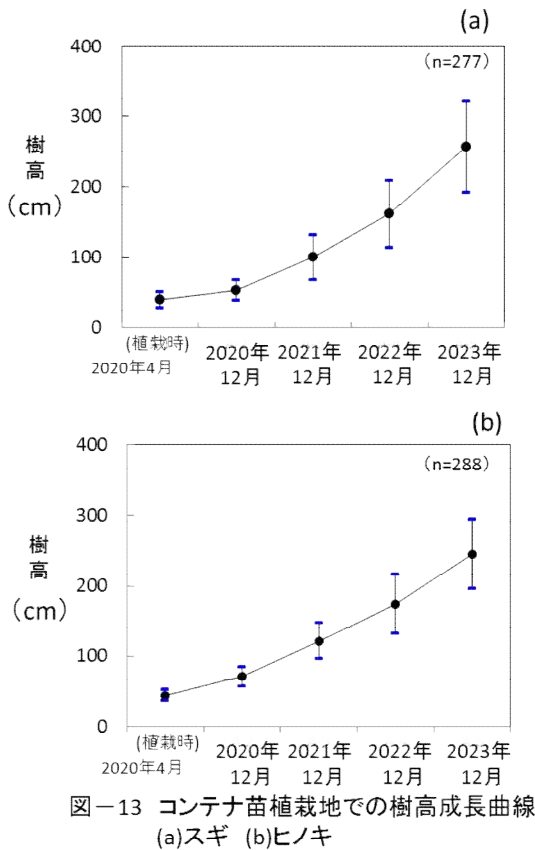 (a)
400
(n=277)
300
樹
高
(cm)
200
100
0
(植栽時)
2020年4月
2020年
12月
2021年
12月
2022年
12月
2023年
12月
(b)
400
(n=288)
300
樹
高
(cm)
200
100
0
(植栽時)
2020年4月
2020年
12月
2021年
12月
2022年
12月
2023年
12月
図－13 コンテナ苗植栽地での樹高成長曲線
(a)スギ (b)ヒノキ